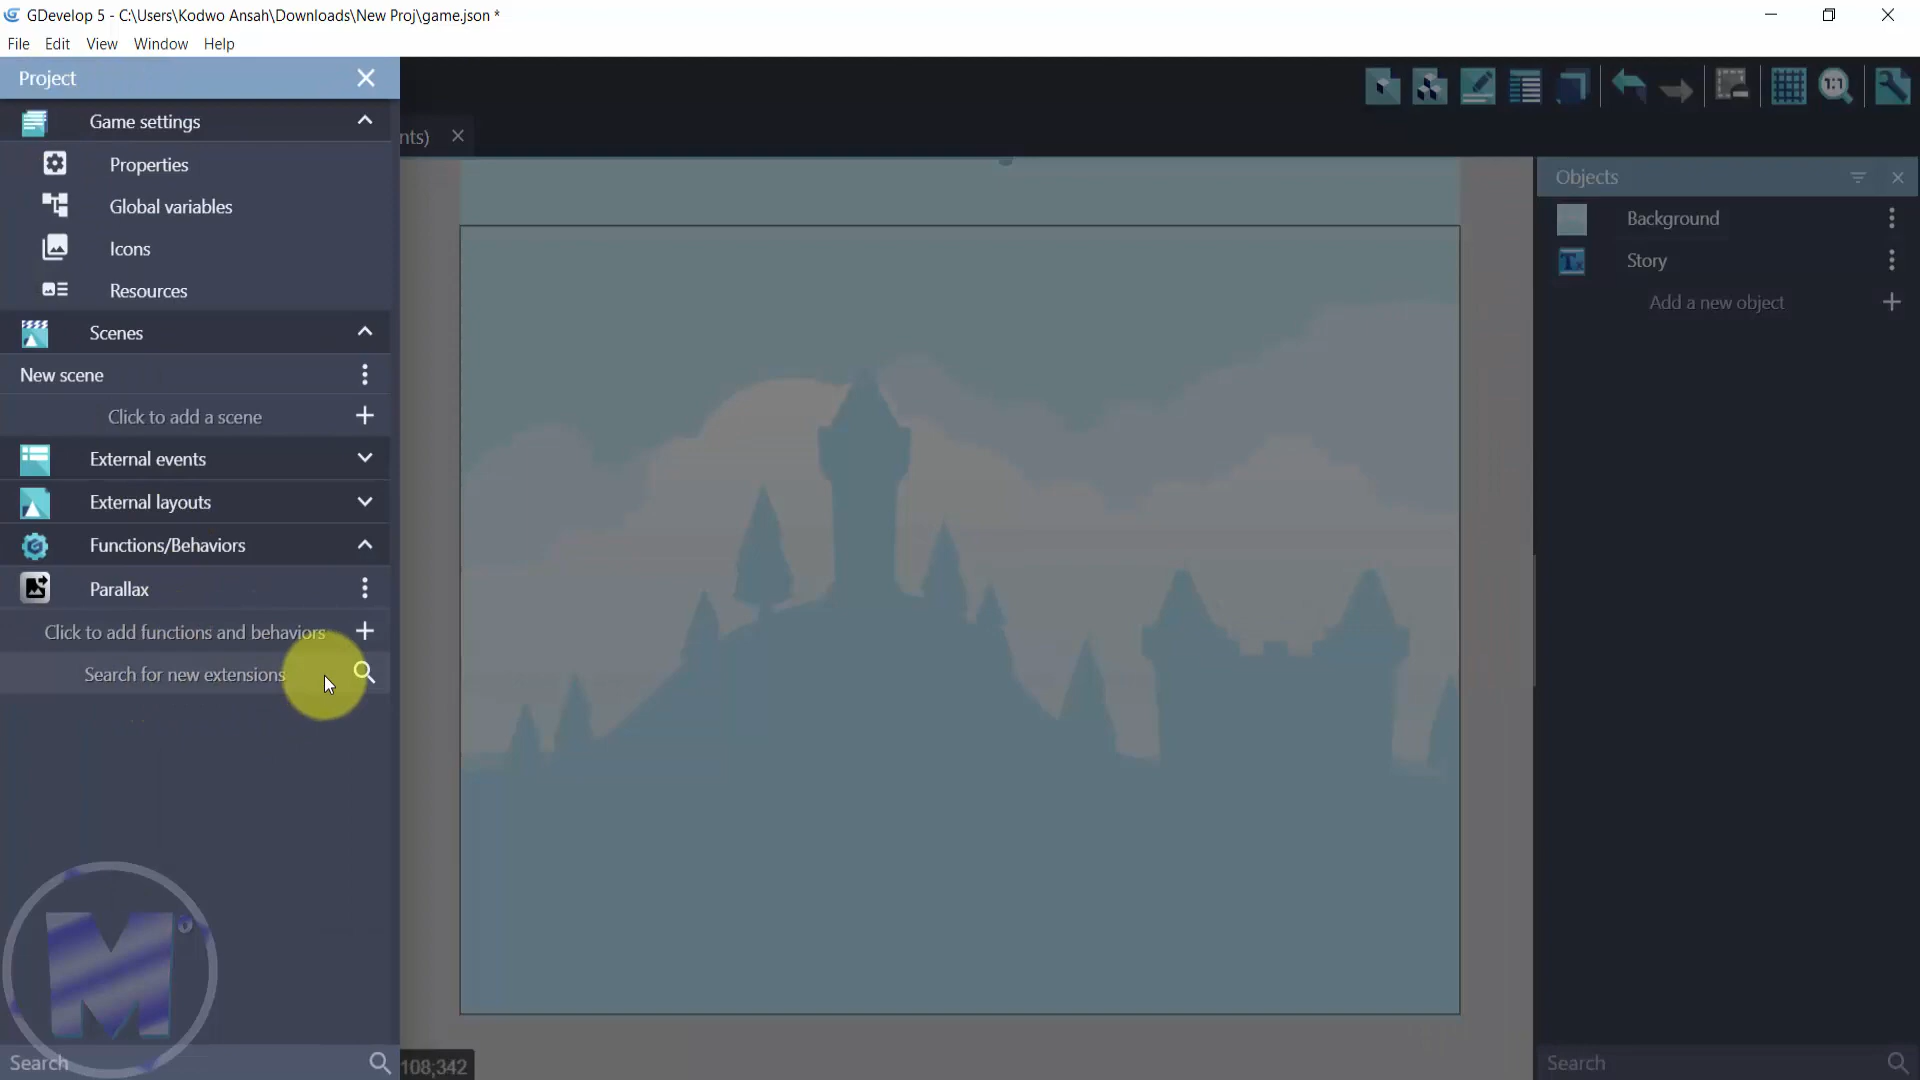 GDevelop 5 - C:\Users\Kodwo Ansah\Downloads\New Proj\game.json *
File Edit View Window Help
Project
Game settings
nts)
Properties
Global variables
Icons
Resources
Scenes
New scene
Click to add a scene
External events
External layouts
Functions/Behaviors
Parallax
Click to add functions and behaviors
Search for new extensions
M
Search
108;342
1:1
Objects
Background
Story
Add a new object
Search